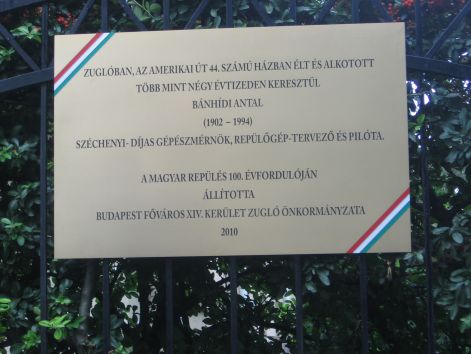 ZUGLÓBAN, AZ AMERIKAI ÚT 44. SZÁMÚ HÁZBAN ÉLT ÉS ALKOTOTT
TÖBB MINT NÉGY ÉVTIZEDEN KERESZTÜL
BÁNHÍDI ANTAL
(1902 – 1994)
SZÉCHENYI- DÍJAS GÉPÉSZMÉRNÖK, REPÜLŐGÉP-TERVEZŐ ÉS PILÓTA.
A MAGYAR REPÜLÉS 100. ÉVFORDULÓJÁN
ÁLLÍTOTTA
BUDAPEST FŐVÁROS XIV. KERÜLET ZUGLÓ ÖNKORMÁNYZATA
2010